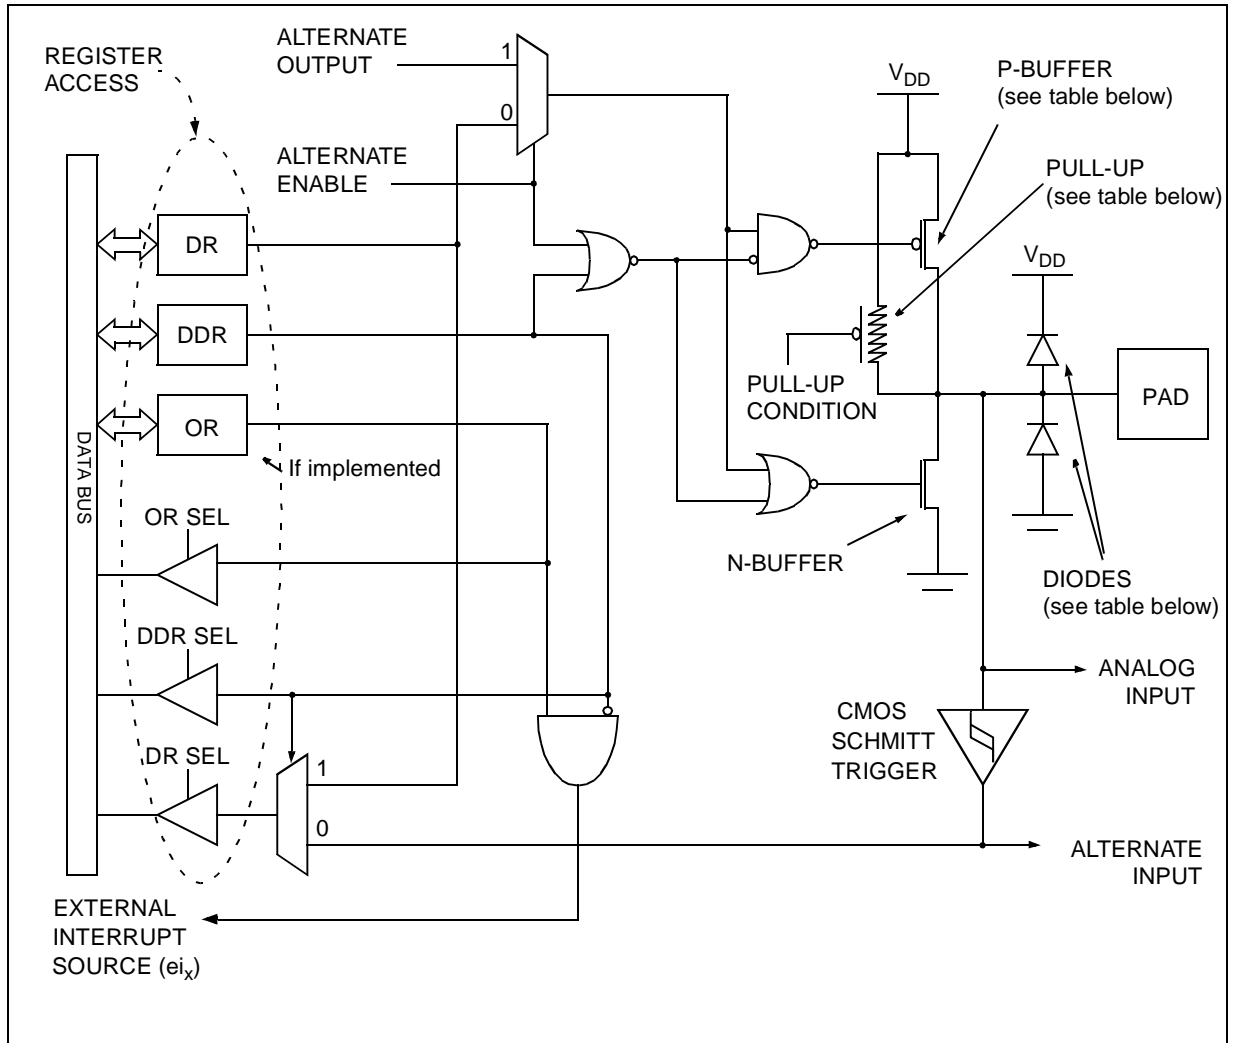 REGISTER
ACCESS
ALTERNATE
OUTPUT
1
0
ALTERNATE
ENABLE
VDD
P-BUFFER
(see table below)
PULL-UP
(see table below)
VDD
DR
DDR
OR
If implemented
DATA BUS
PULL-UP
CONDITION
PAD
N-BUFFER
DIODES
(see table below)
OR SEL
DDR SEL
DR SEL
1
0
CMOS
SCHMITT
TRIGGER
ANALOG
INPUT
ALTERNATE
INPUT
EXTERNAL
INTERRUPT
SOURCE (eix)